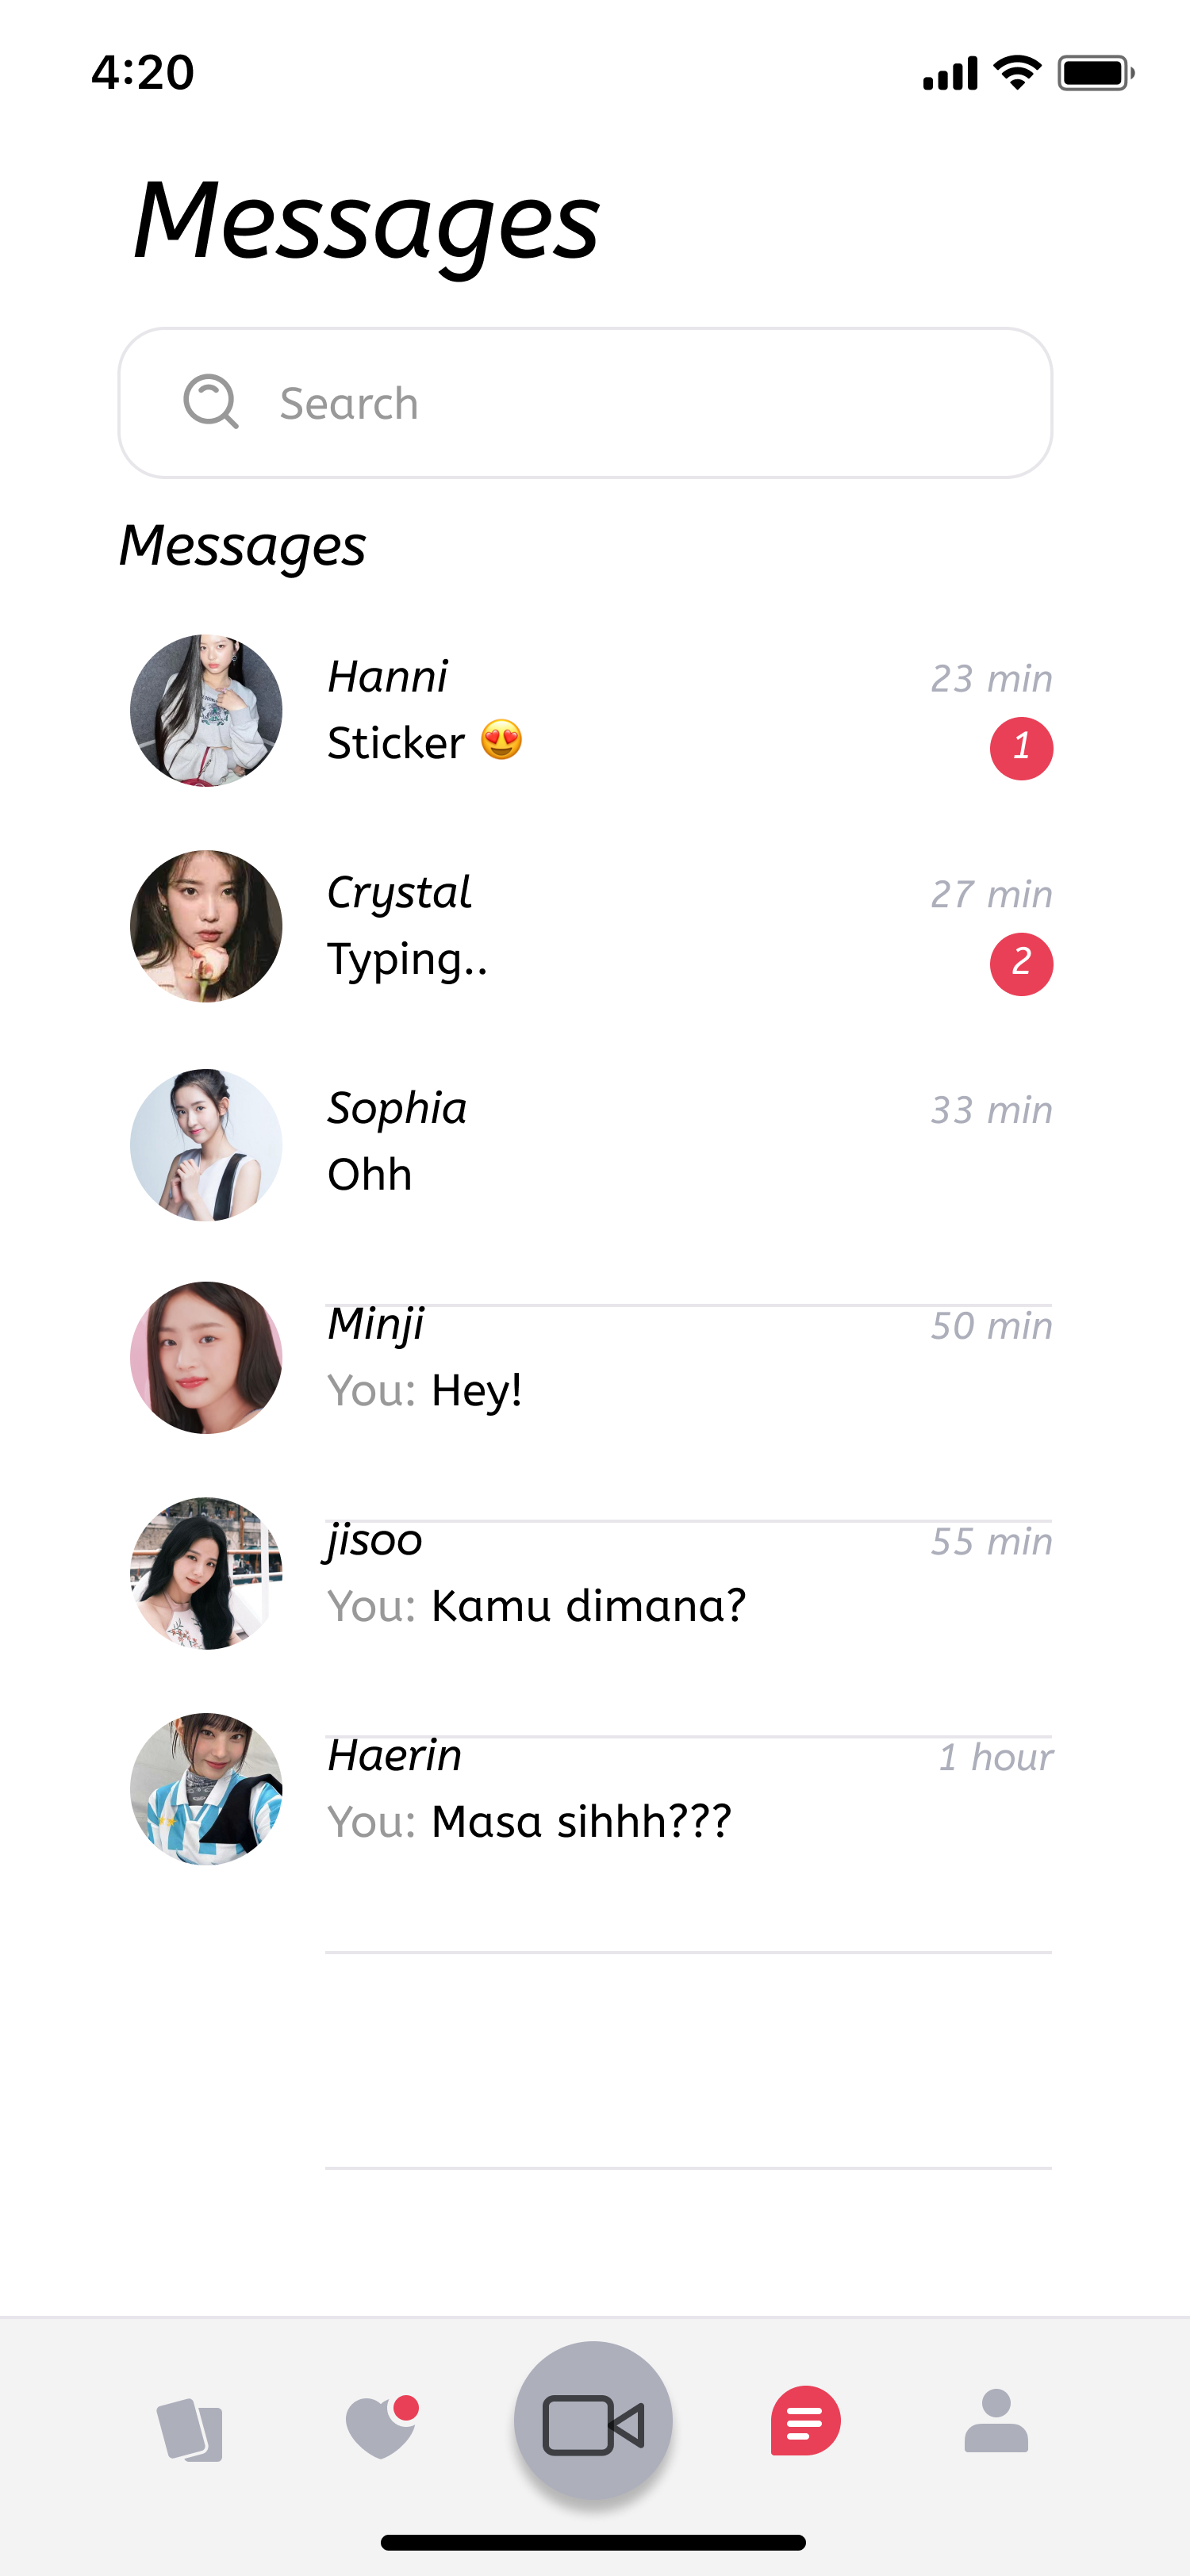 4:20
Messages
Search
Messages
Hanni
23 min
Sticker 😍
1
Crystal
27 min
Typing..
2
Sophia
33 min
Ohh
Minji
50 min
You: Hey!
jisoo
55 min
You: Kamu dimana?
Haerin
1 hour
You: Masa sihhh???